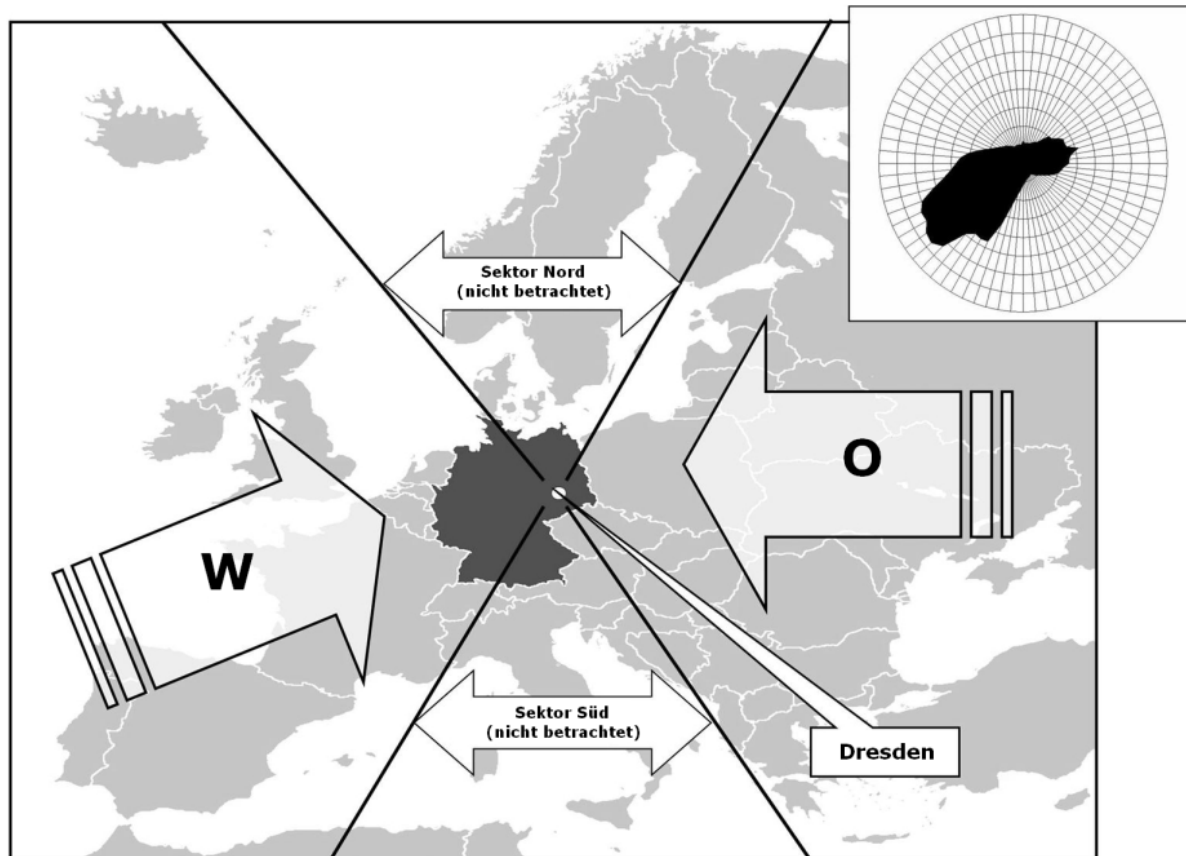 Sektor Nord
(nicht betrachtet)
O
W
Sektor Süd
(nicht betrachtet)
Dresden